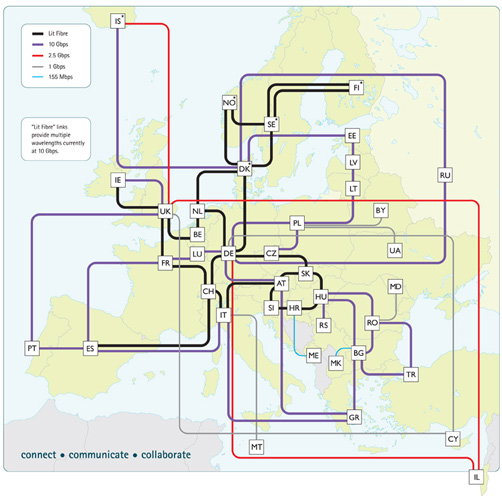 IS*
Lit Fibre
10 Gbps
2.5 Gbps
1 Gbps
155 Mbps
"Lit Fibre" links
provide multiple
wavelengths currently
at 10 Gbps.
NO*
FI*
SE*
EE
LV
LT
DK*
RU
IE
UK
NL
BE
LU
FR
DE
PL
BY
UA
CZ
SK
CH
AT
HU
MD
IT
SI
HR
RS
RO
PT
ES
ME
MK
BG
TR
GR
CY
MT
IL
connect • communicate • collaborate